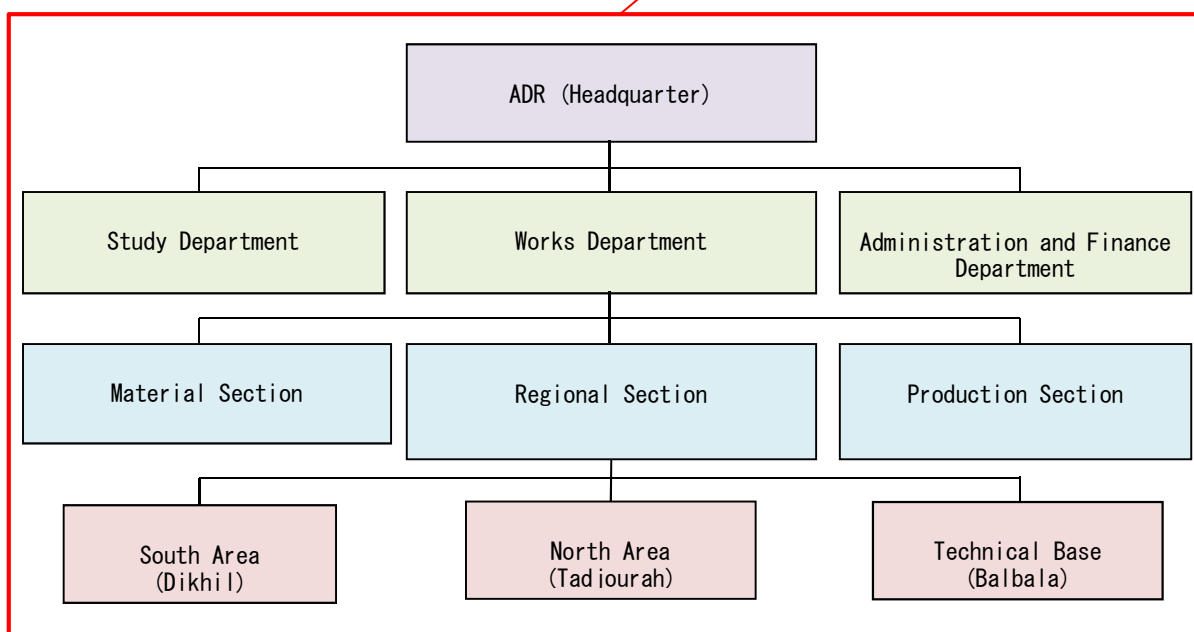 ADR (Headquarter)
Study Department
Works Department
Administration and Finance
Department
Material Section
Regional Section
Production Section
South Area
(Dikhil)
North Area
(Tadiourah)
Technical Base
(Balbala)